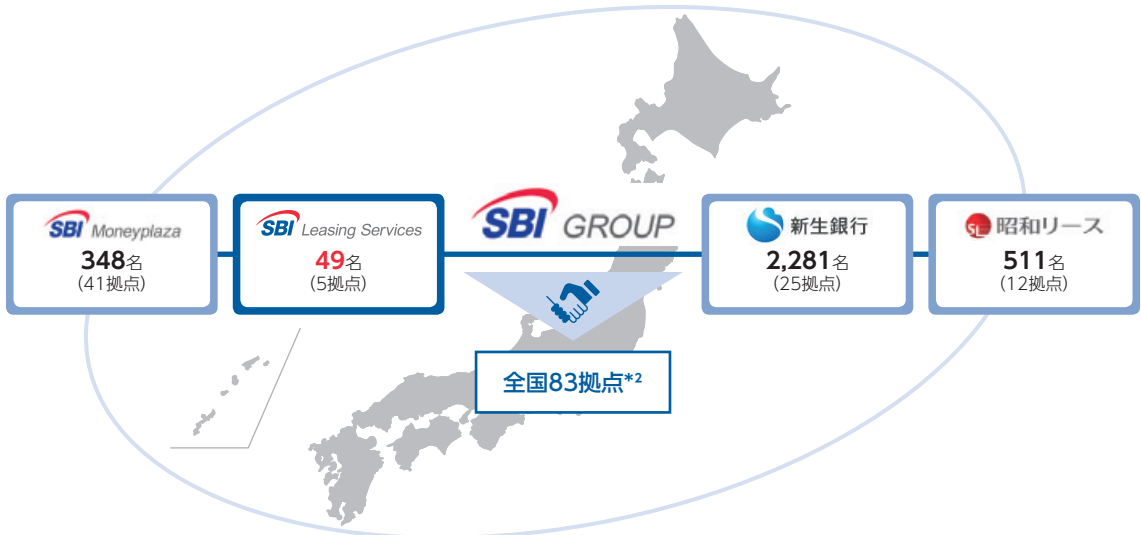 SBI Moneyplaza
348名
(41拠点)
SBI Leasing Services
49名
(5拠点)
SBI GROUP
新生銀行
2,281名
(25拠点)
SL 昭和リース
511名
(12拠点)
全国83拠点*2